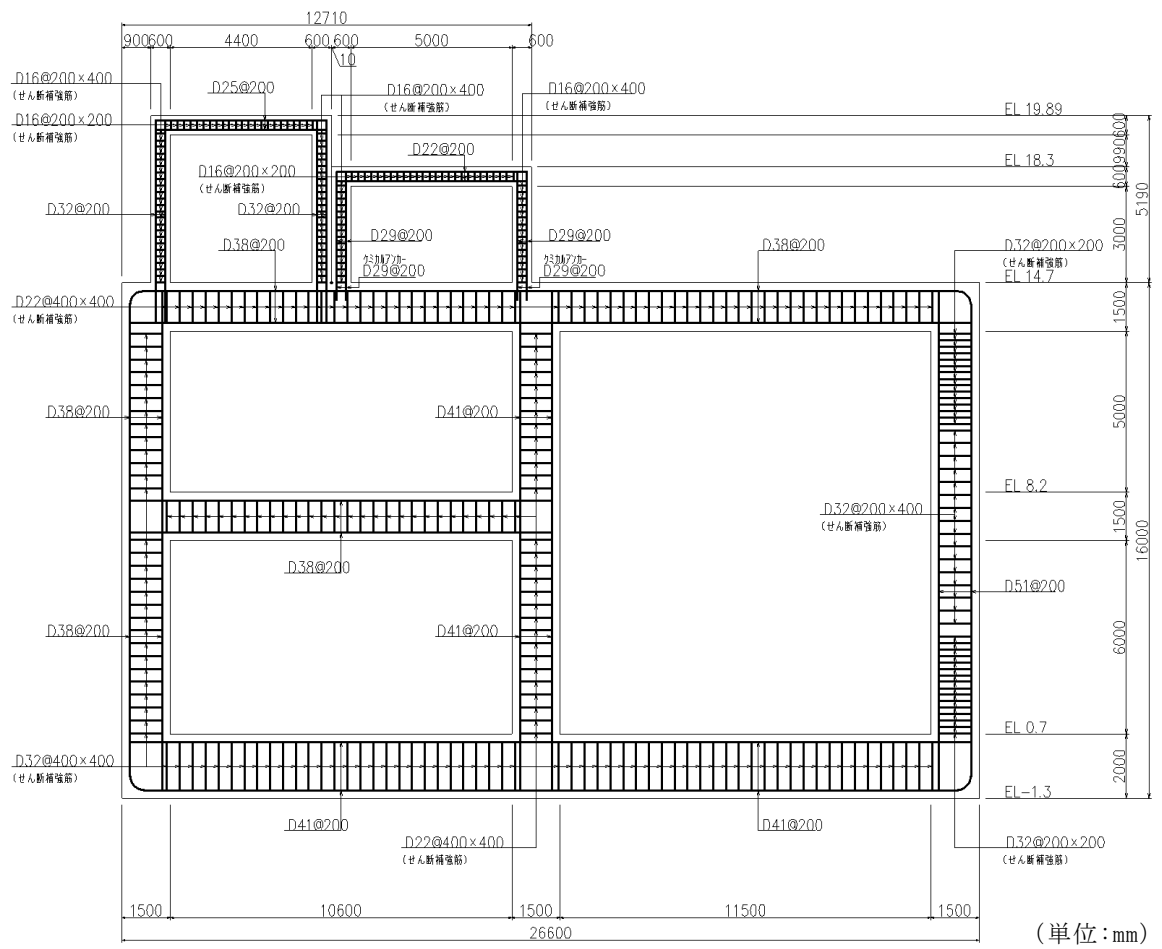 12710
900
600
4400
600
600
5000
600
10
D16@200×400
(せん断補強筋)
D25@200
D16@200×400
(せん断補強筋)
D16@200×400
(せん断補強筋)
D16@200×200
(せん断補強筋)
D22@200
D16@200×200
(せん断補強筋)
D32@200
D32@200
D29@200
D29@200
ケミカルアンカー
D29@200
ケミカルアンカー
D29@200
D38@200
D38@200
D32@200×200
(せん断補強筋)
EL 19.89
EL 18.3
EL 14.7
600
990
600
3000
5190
D22@400×400
(せん断補強筋)
1500
D38@200
D41@200
5000
EL 8.2
D32@200×400
(せん断補強筋)
1500
16000
D38@200
D51@200
D38@200
D41@200
6000
EL 0.7
D32@400×400
(せん断補強筋)
2000
EL-1.3
D41@200
D41@200
D22@400×400
(せん断補強筋)
D32@200×200
(せん断補強筋)
1500
10600
1500
11500
1500
26600
(単位:mm)